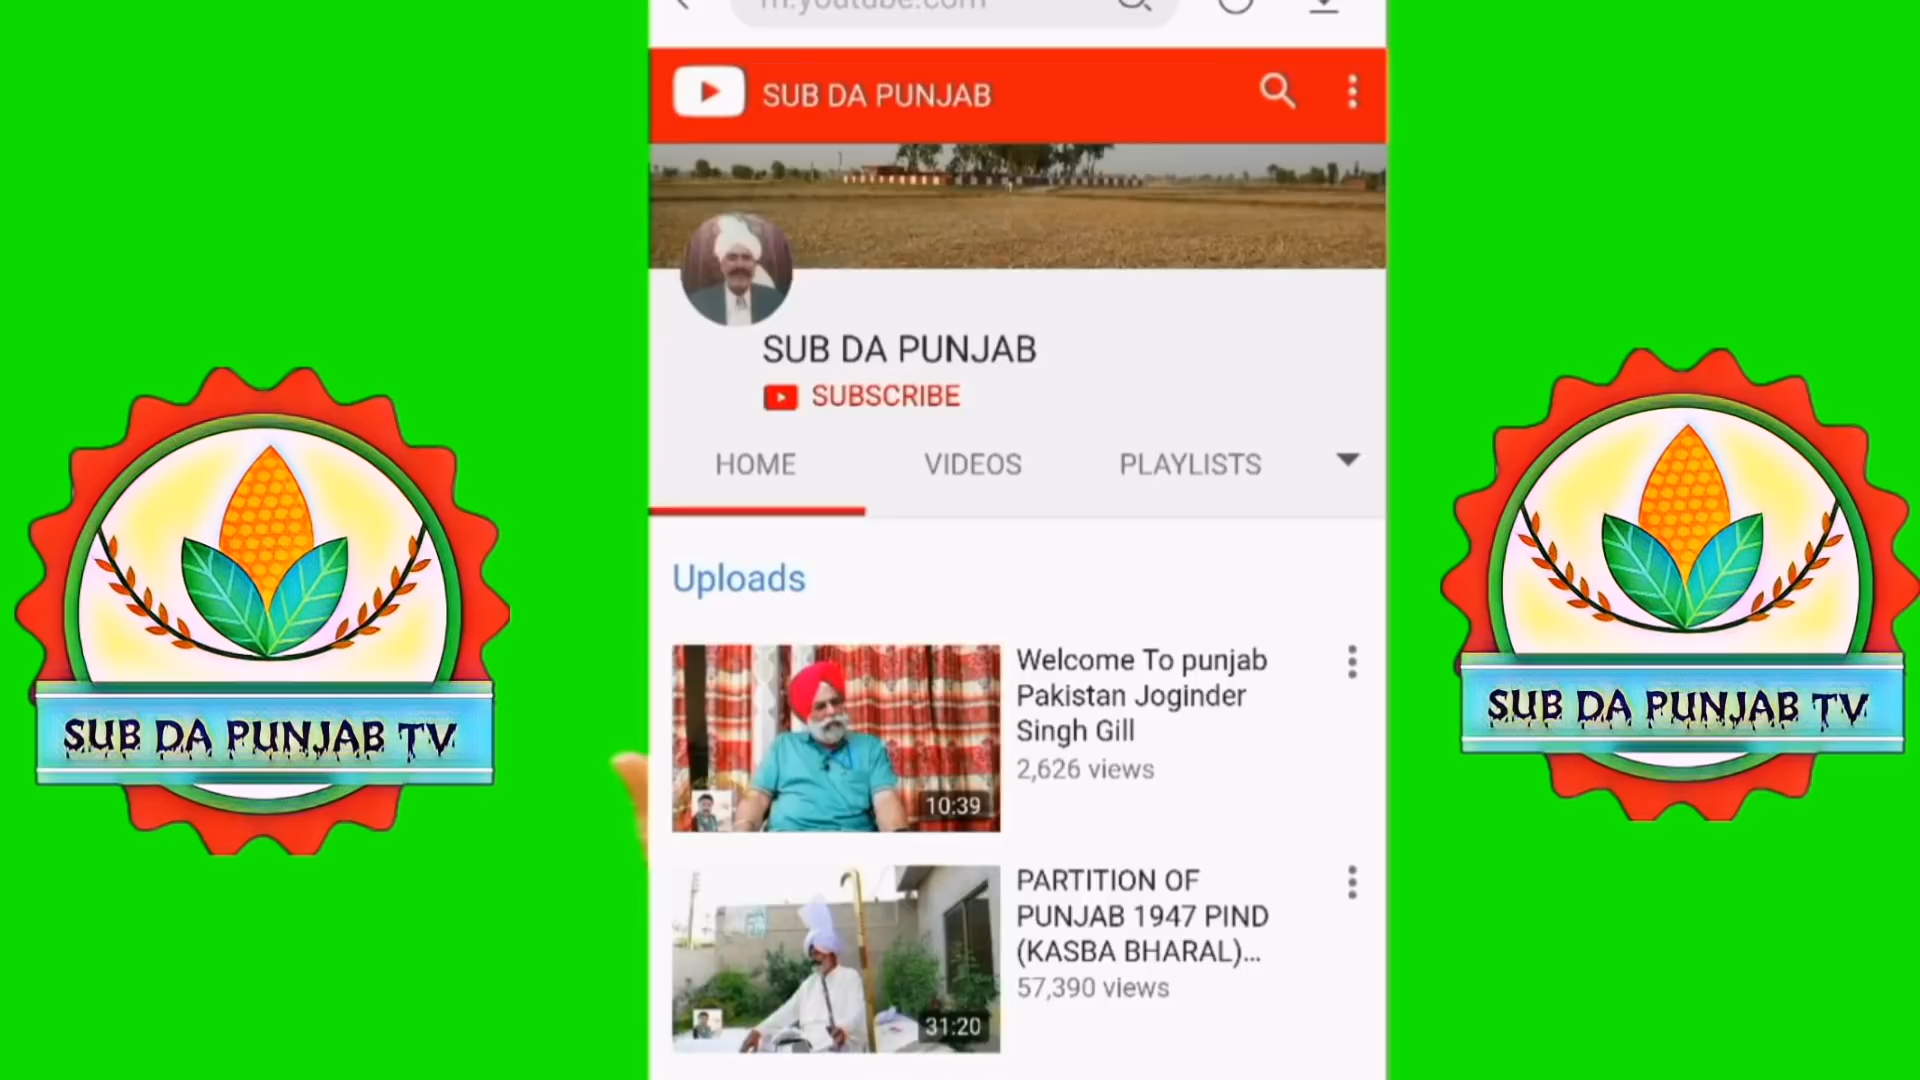 m.youtube.com
SUB DA PUNJAB
SUB DA PUNJAB
SUBSCRIBE
HOME VIDEOS PLAYLISTS
Uploads
Welcome To punjab
Pakistan Joginder
Singh Gill
2,626 views
10:39
PARTITION OF
PUNJAB 1947 PIND
(KASBA BHARAL)...
57,390 views
31:20
SUB DA PUNJAB TV
SUB DA PUNJAB TV